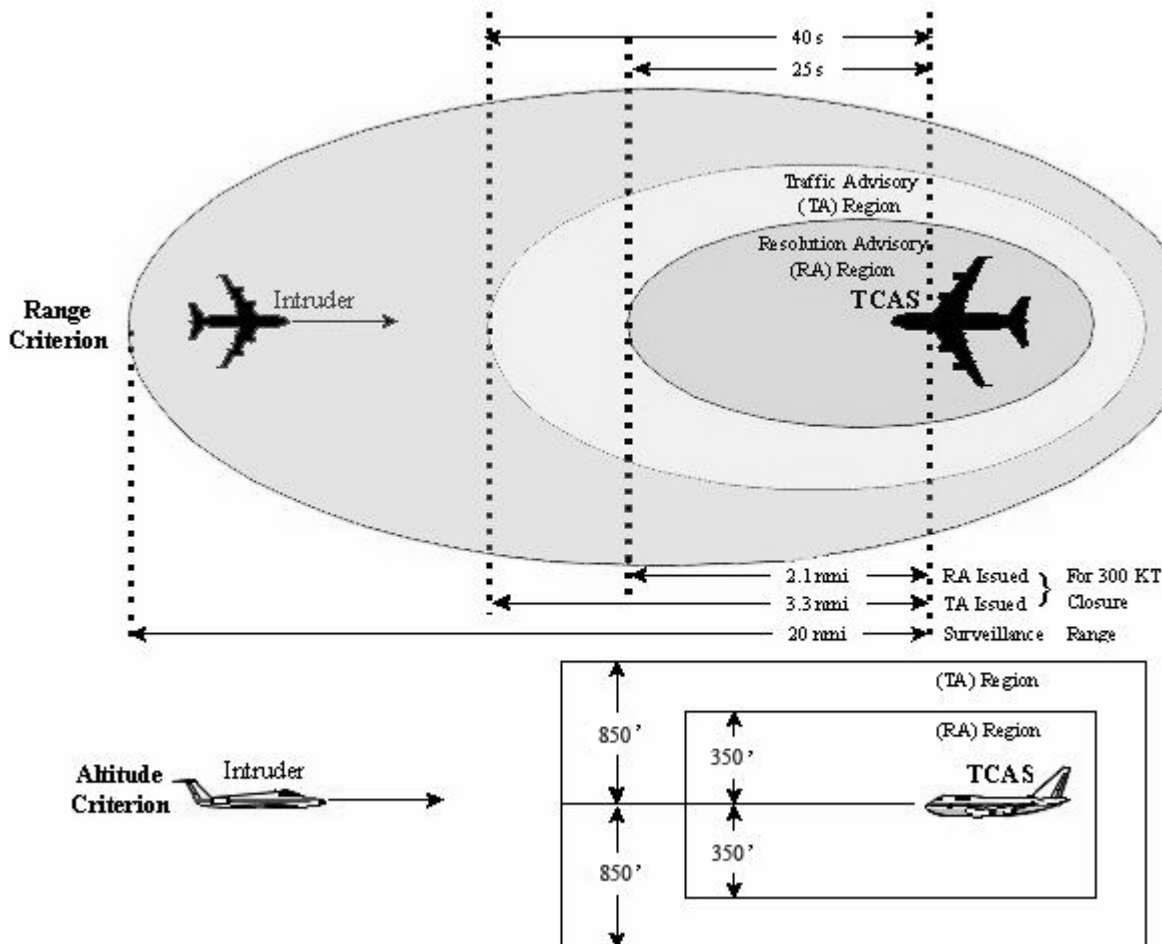 40 s
25 s
Traffic Advisory
(TA) Region
Resolution Advisory
(RA) Region
TCAS
Intruder
Range
Criterion
2.1 nmi RA Issued } For 300 KT
3.3 nmi TA Issued Closure
20 nmi Surveillance Range
(TA) Region
(RA) Region
850’
350’
TCAS
Altitude
Criterion
Intruder
350’
850’